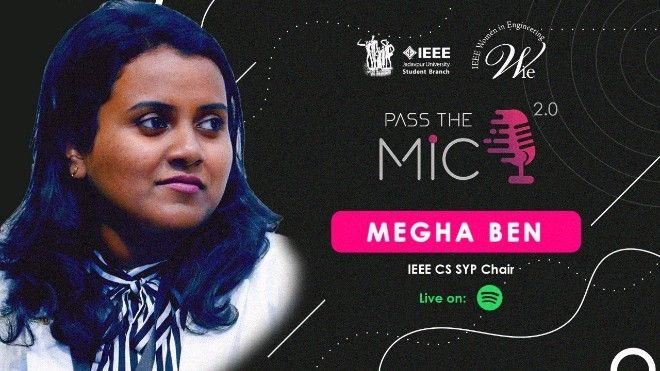 IEEE
Jadavpur University
Student Branch
IEEE Women in Engineering
Wie
PASS THE
MiC
2.0
MEGHA BEN
IEEE CS SYP Chair
Live on: